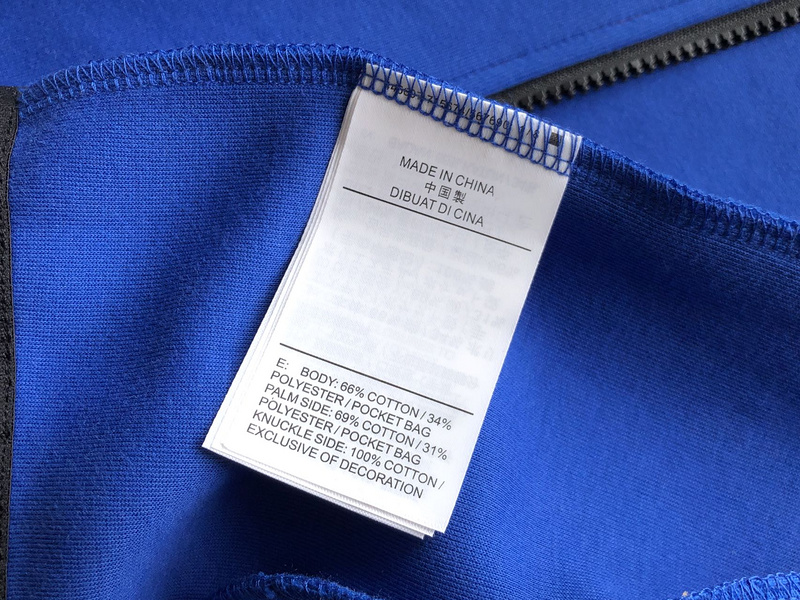 MADE IN CHINA
中国製
DIBUAT DI CINA
E: BODY: 66% COTTON / 34%
POLYESTER / POCKET BAG
PALM SIDE: 69% COTTON / 31%
POLYESTER / POCKET BAG
KNUCKLE SIDE: 100% COTTON /
EXCLUSIVE OF DECORATION